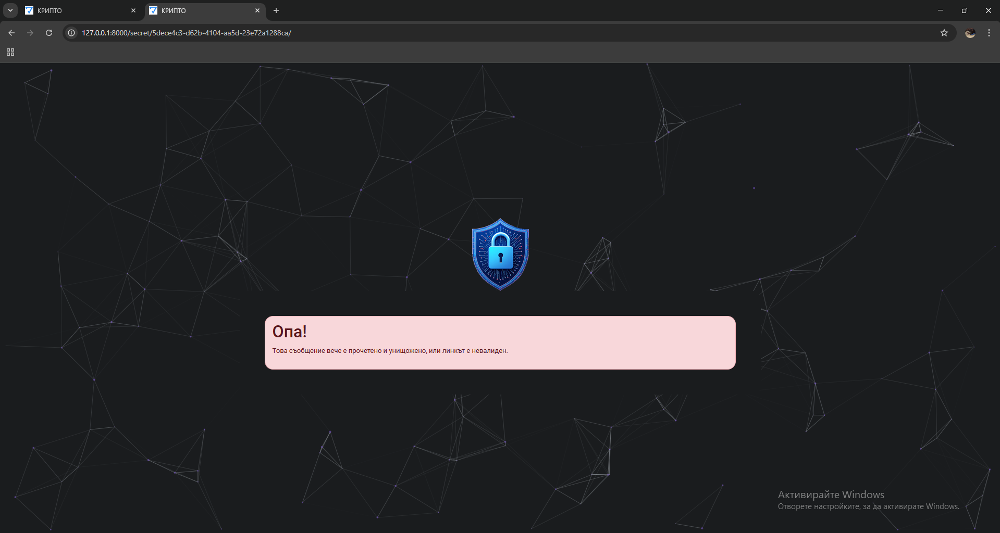 КРИПТО
КРИПТО
127.0.0.1:8000/secret/5dece4c3-d62b-4104-aa5d-23e72a1288ca/
Опа!
Това съобщение вече е прочетено и унищожено, или линкът е невалиден.
Активирайте Windows
Отворете настройките, за да активирате Windows.